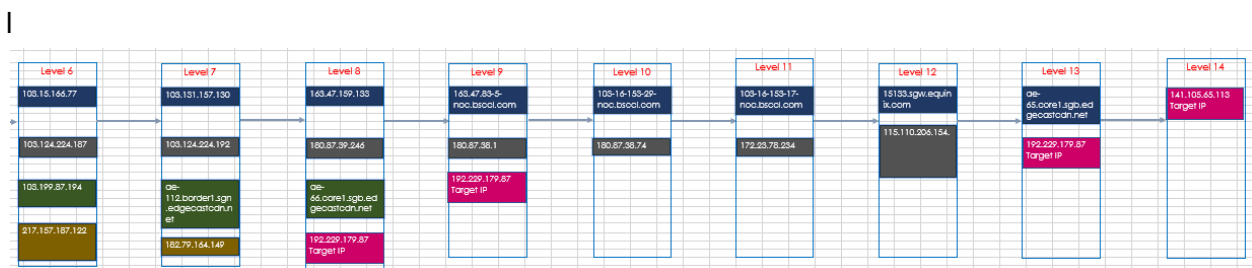 Level 6
103.15.166.77
103.124.224.187
103.199.87.194
217.157.187.122
Level 7
103.131.157.130
103.124.224.192
ae-
112.border1.sgn
.edgecastcdn.n
et
182.79.164.149
Level 8
163.47.159.133
180.87.39.246
ae-
66.core1.sgb.ed
gecastcdn.net
192.229.179.87
Target IP
Level 9
163.47.83-5-
noc.bsccl.com
180.87.38.1
192.229.179.87
Target IP
Level 10
103-16-153-29-
noc.bsccl.com
180.87.38.74
Level 11
103-16-153-17-
noc.bsccl.com
172.23.78.234
Level 12
15133.sgw.equin
ix.com
115.110.206.154.
Level 13
ae-
65.core1.sgb.ed
gecastcdn.net
192.229.179.87
Target IP
Level 14
141.105.65.113
Target IP